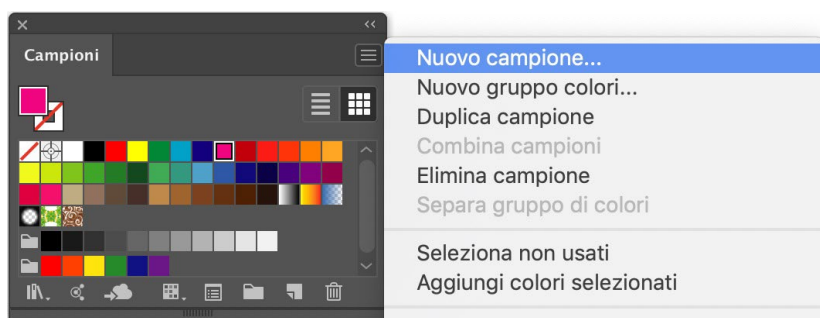 Campioni
Nuovo campione...
Nuovo gruppo colori...
Duplica campione
Combina campioni
Elimina campione
Separa gruppo di colori
Seleziona non usati
Aggiungi colori selezionati